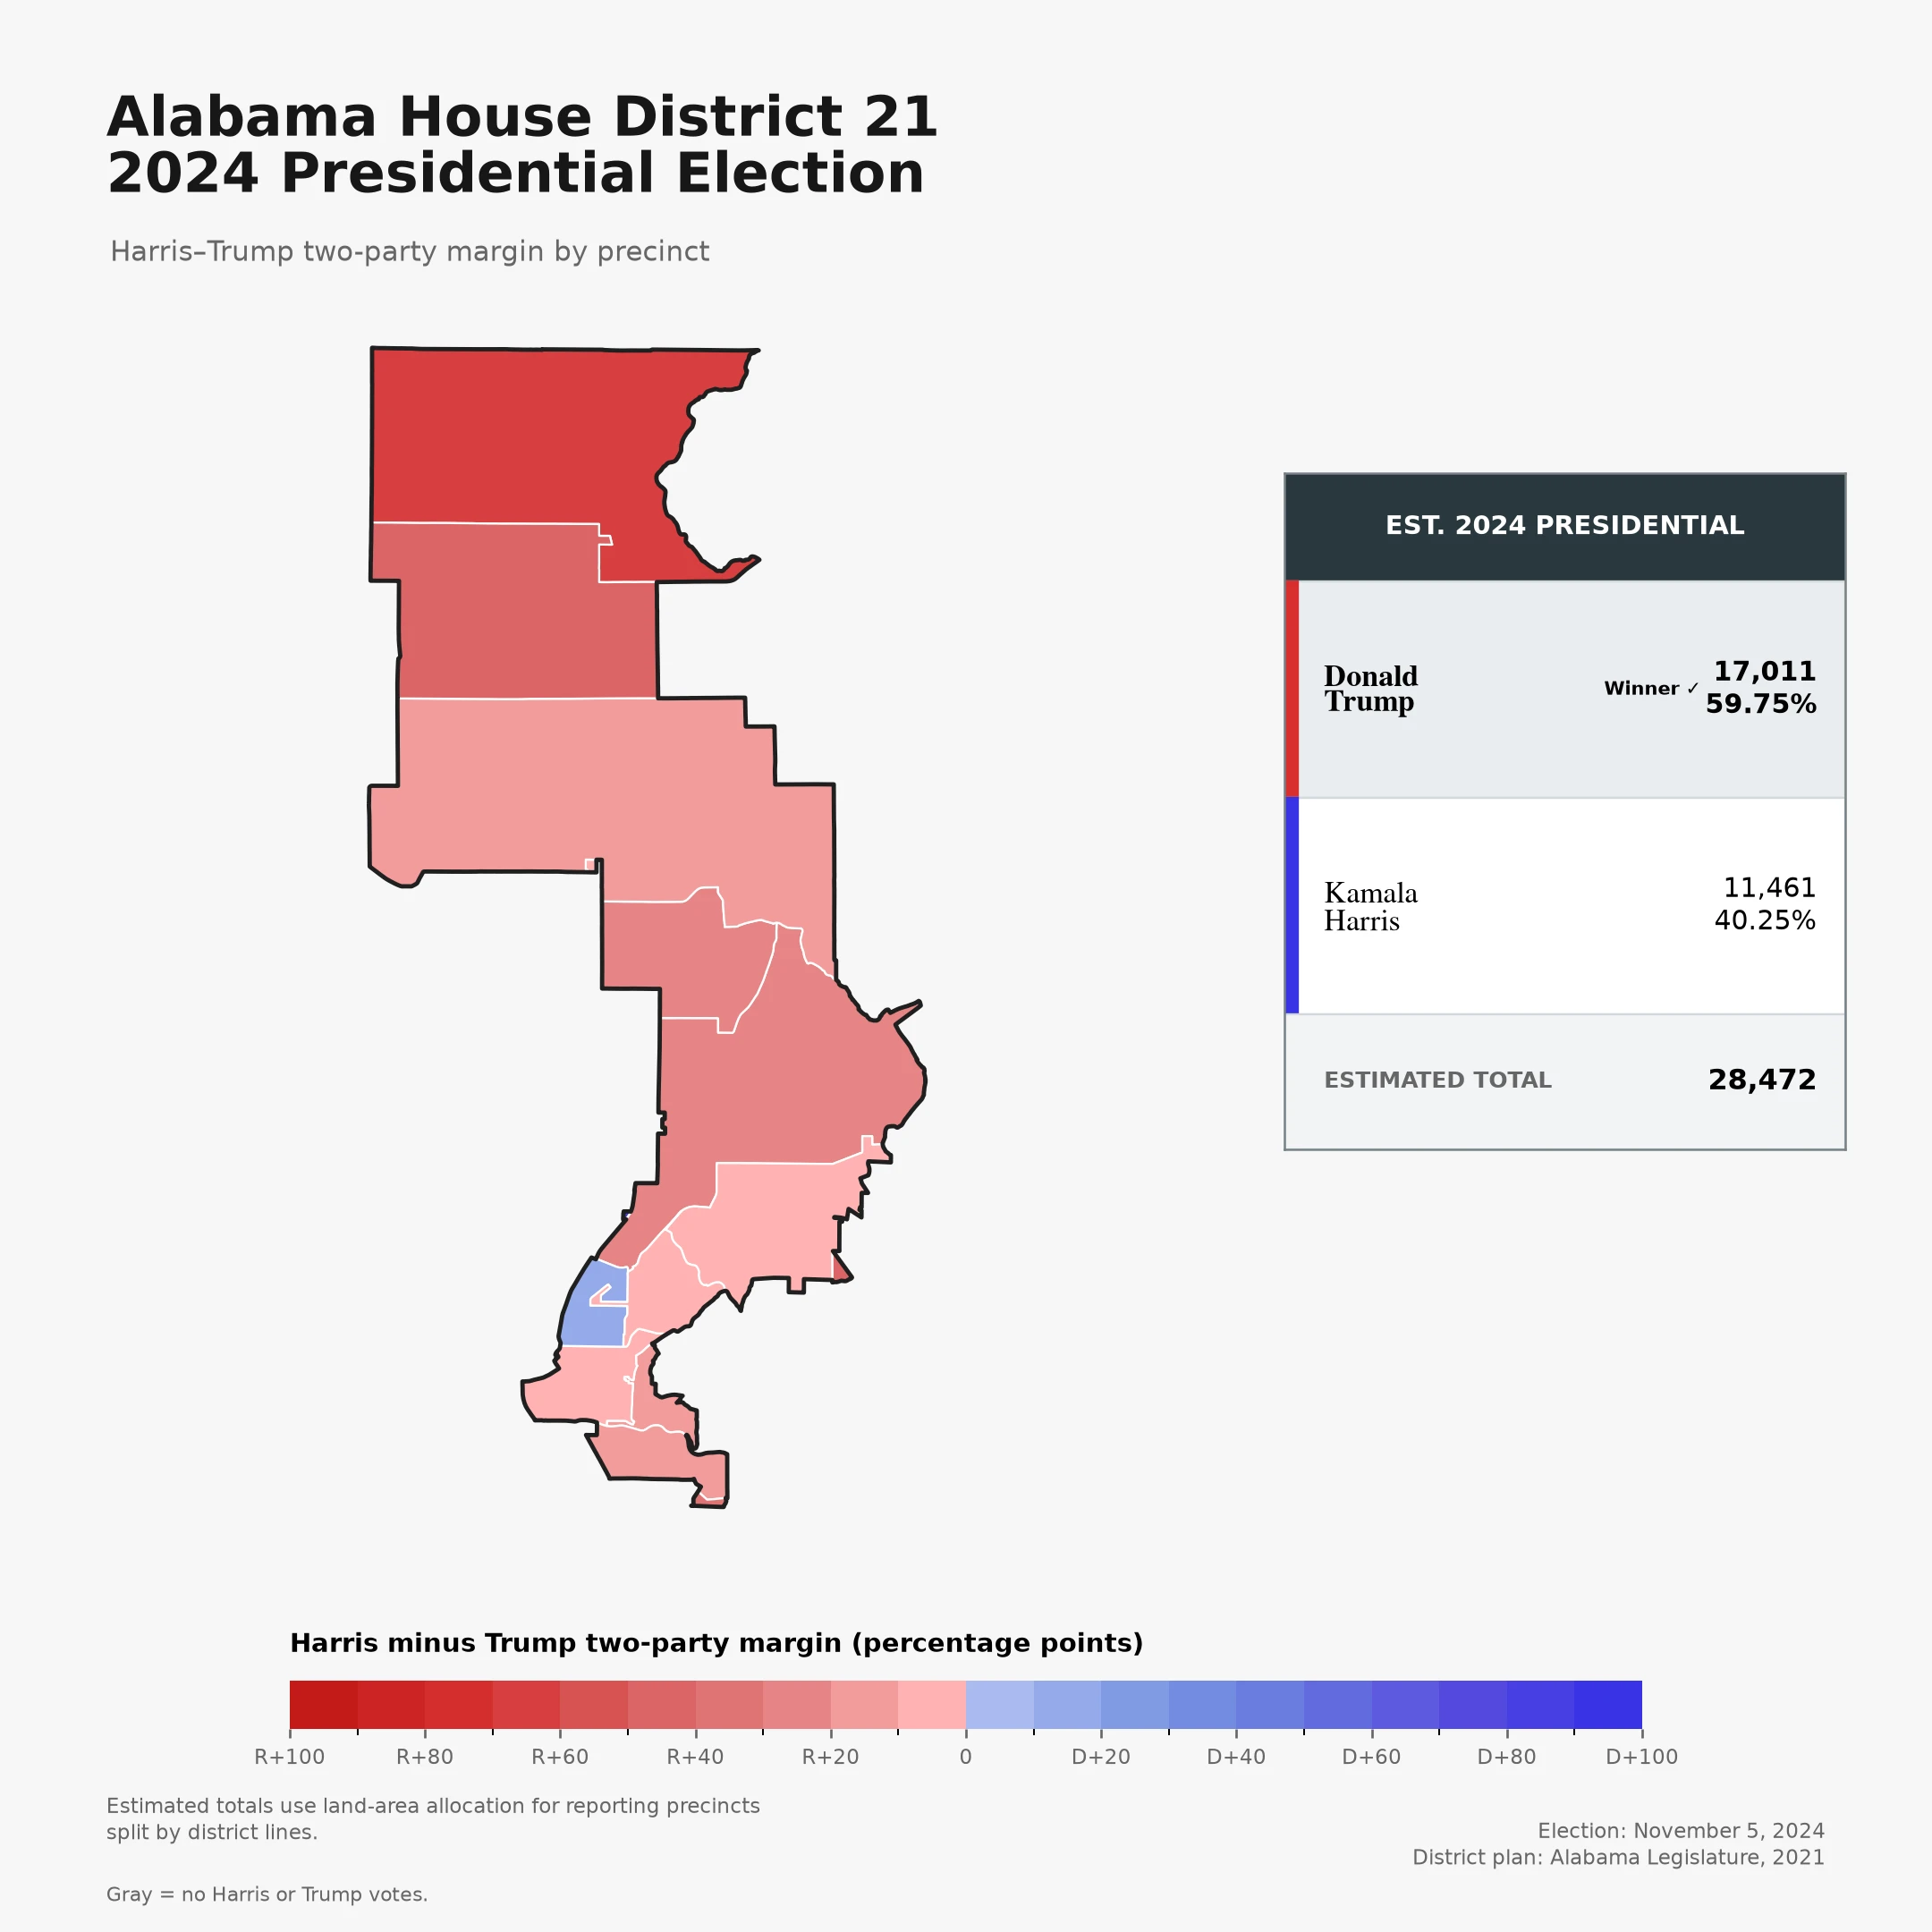 Alabama House District 21
2024 Presidential Election
Harris–Trump two-party margin by precinct
EST. 2024 PRESIDENTIAL
Donald
Trump
Winner ✓
17,011
59.75%
Kamala
Harris
11,461
40.25%
ESTIMATED TOTAL
28,472
Harris minus Trump two-party margin (percentage points)
R+100 R+80 R+60 R+40 R+20 0 D+20 D+40 D+60 D+80 D+100
Estimated totals use land-area allocation for reporting precincts
split by district lines.
Gray = no Harris or Trump votes.
Election: November 5, 2024
District plan: Alabama Legislature, 2021